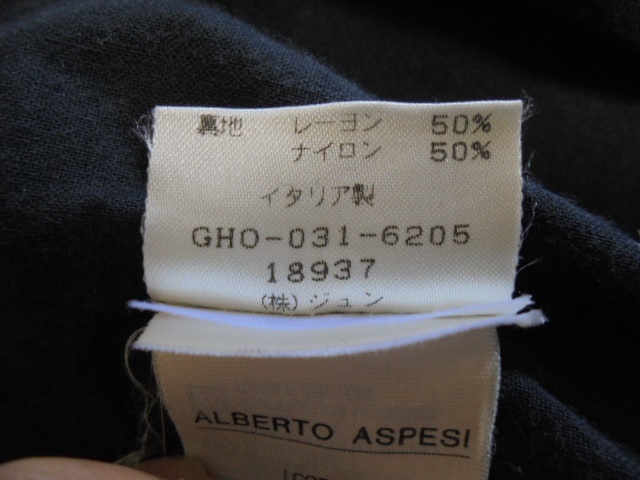 裏地 レーヨン 50%
ナイロン 50%
イタリア製
GHO-031-6205
18937
(株)ジュン
ALBERTO ASPESI